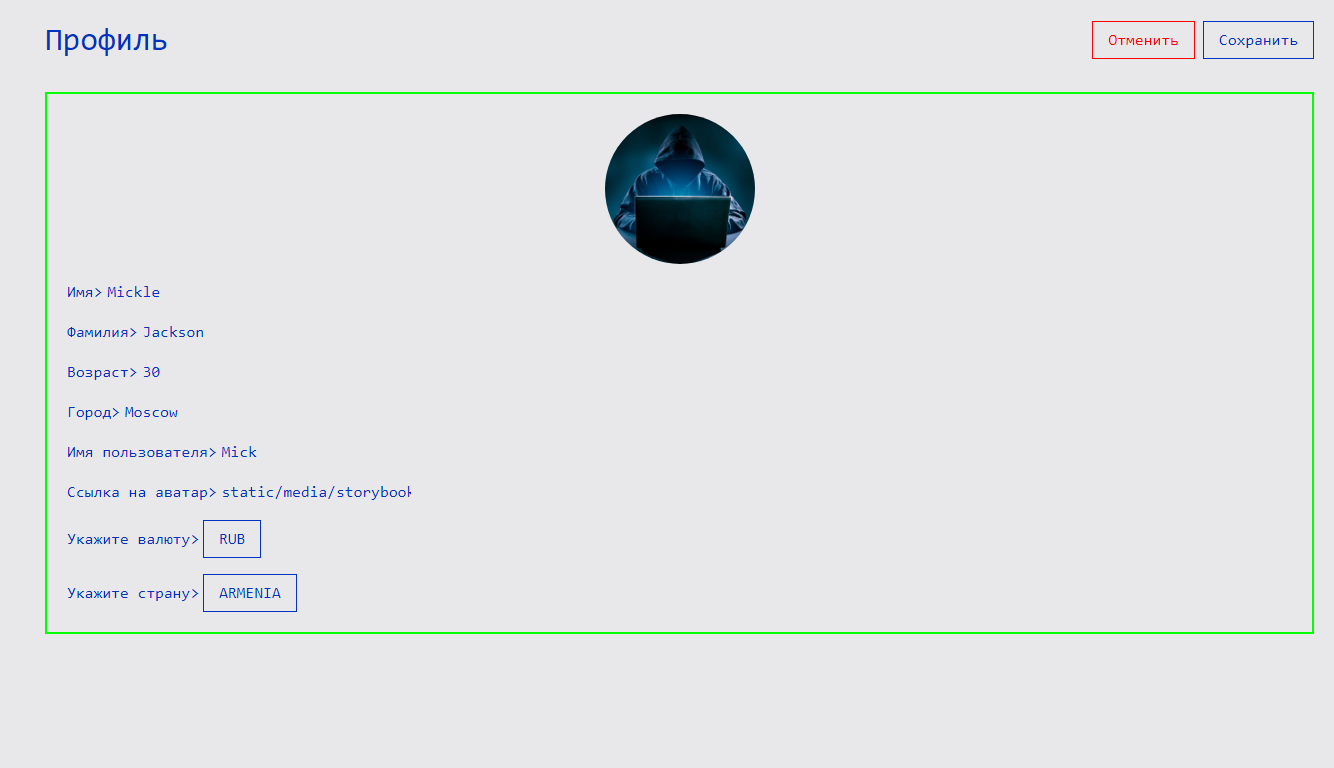 Профиль
Отменить
Сохранить
Имя> Mickle
Фамилия> Jackson
Возраст> 30
Город> Moscow
Имя пользователя> Mick
Ссылка на аватар> static/media/storybook
Укажите валюту> RUB
Укажите страну> ARMENIA